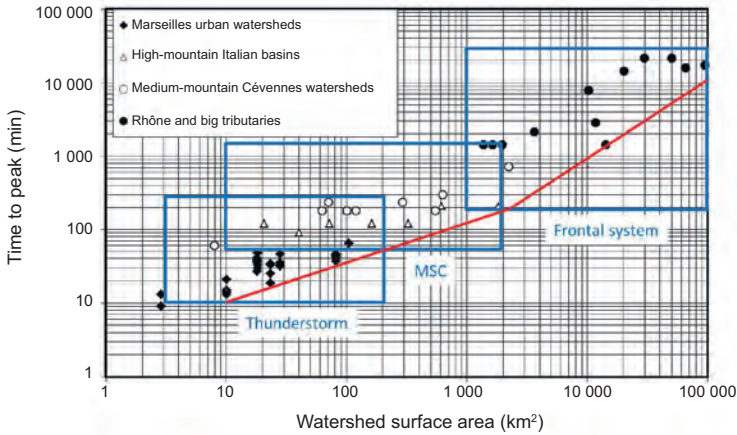 100 000
10 000
1 000
100
10
1
Time to peak (min)
Marseilles urban watersheds
High-mountain Italian basins
Medium-mountain Cévennes watersheds
Rhône and big tributaries
Frontal system
MSC
Thunderstorm
1 10 100 1 000 10 000 100 000
Watershed surface area (km²)